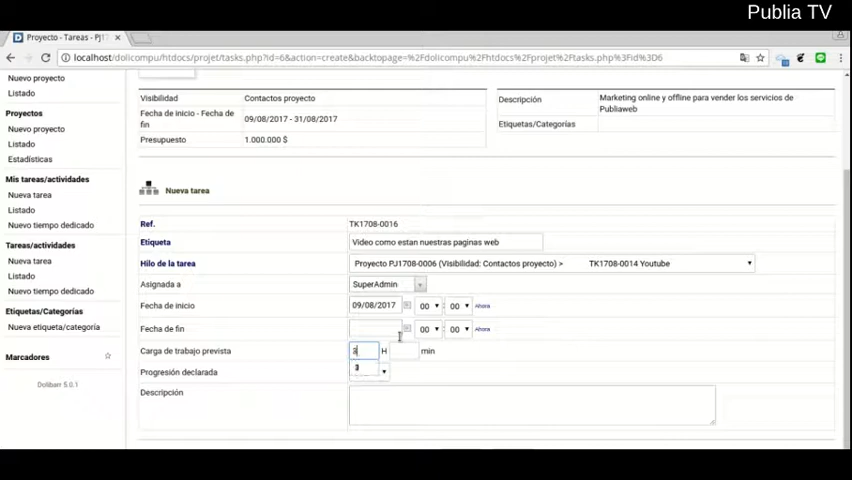 Publia TV
Proyecto - Tareas - PJ1
localhost/dolicompu/htdocs/projet/tasks.php?id=6&action=create&backtopage=%2Fdolicompu%2Fhtdocs%2Fprojet%2Ftasks.php%3Fid%3D6
Nuevo proyecto
Listado
Proyectos
Nuevo proyecto
Listado
Estadísticas
Mis tareas/actividades
Nueva tarea
Listado
Nuevo tiempo dedicado
Tareas/actividades
Nueva tarea
Listado
Nuevo tiempo dedicado
Etiquetas/Categorías
Nueva etiqueta/categoría
Marcadores
Dolibarr 5.0.1
Visibilidad Contactos proyecto
Fecha de inicio - Fecha de fin 09/08/2017 - 31/08/2017
Presupuesto 1.000.000 $
Descripción Marketing online y offline para vender los servicios de
Publiaweb
Etiquetas/Categorías
Nueva tarea
Ref. TK1708-0016
Etiqueta Video como estan nuestras paginas web
Hilo de la tarea Proyecto PJ1708-0006 (Visibilidad: Contactos proyecto) > TK1708-0014 Youtube
Asignada a SuperAdmin
Fecha de inicio 09/08/2017 00 : 00 Ahora
Fecha de fin 00 : 00 Ahora
Carga de trabajo prevista 3 H min
3
Progresión declarada
Descripción